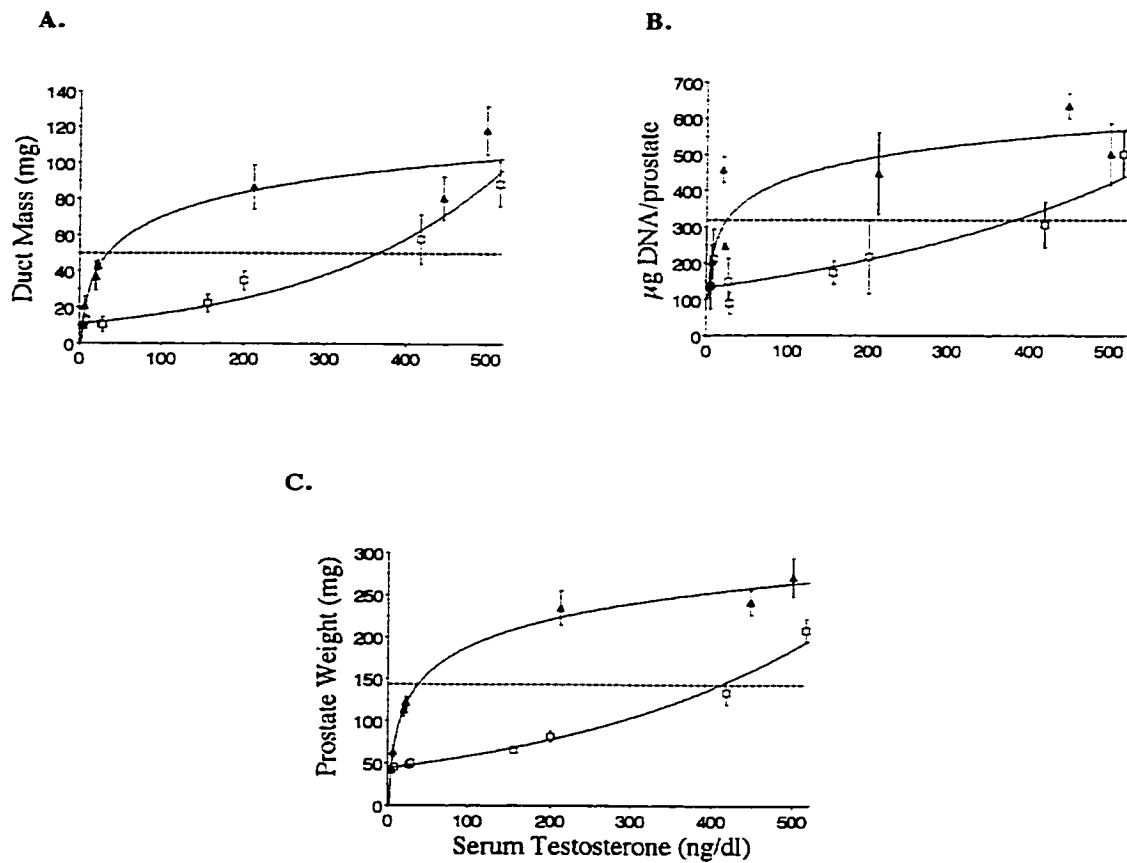 A.
B.
140
120
100
80
60
40
20
0
Duct Mass (mg)
0 100 200 300 400 500
700
600
500
400
300
200
100
0
µg DNA/prostate
0 100 200 300 400 500
C.
300
250
200
150
100
50
0
Prostate Weight (mg)
0 100 200 300 400 500
Serum Testosterone (ng/dl)